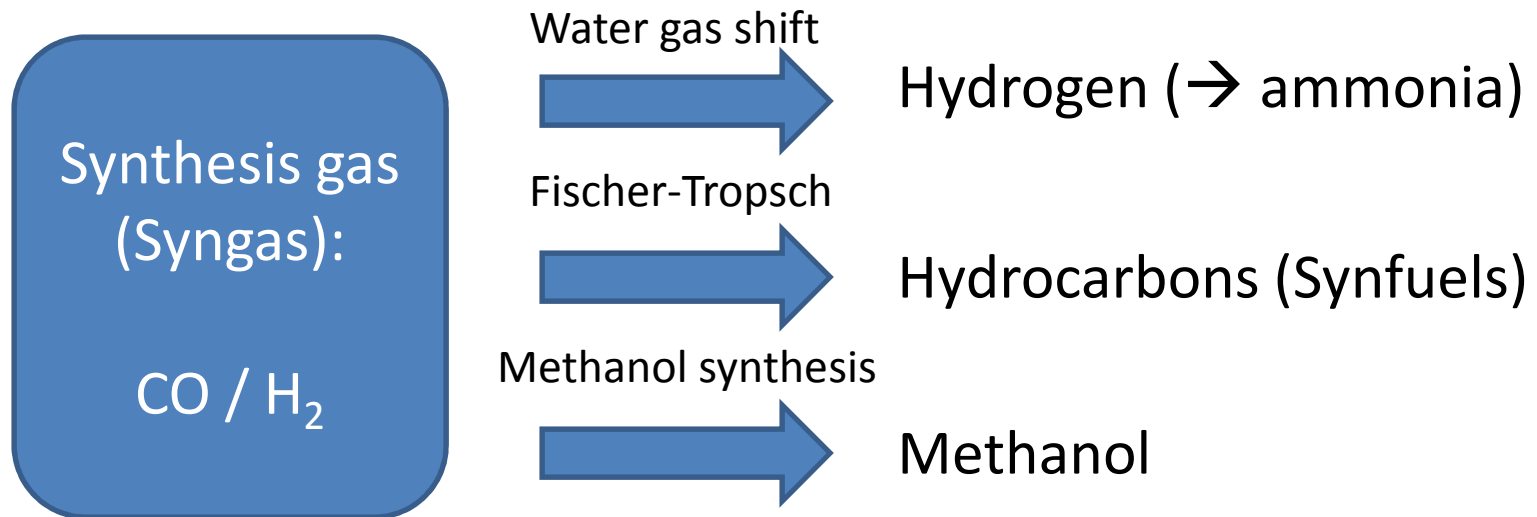 Synthesis gas
(Syngas):
CO / H₂
Water gas shift
Hydrogen (→ ammonia)
Fischer-Tropsch
Hydrocarbons (Synfuels)
Methanol synthesis
Methanol